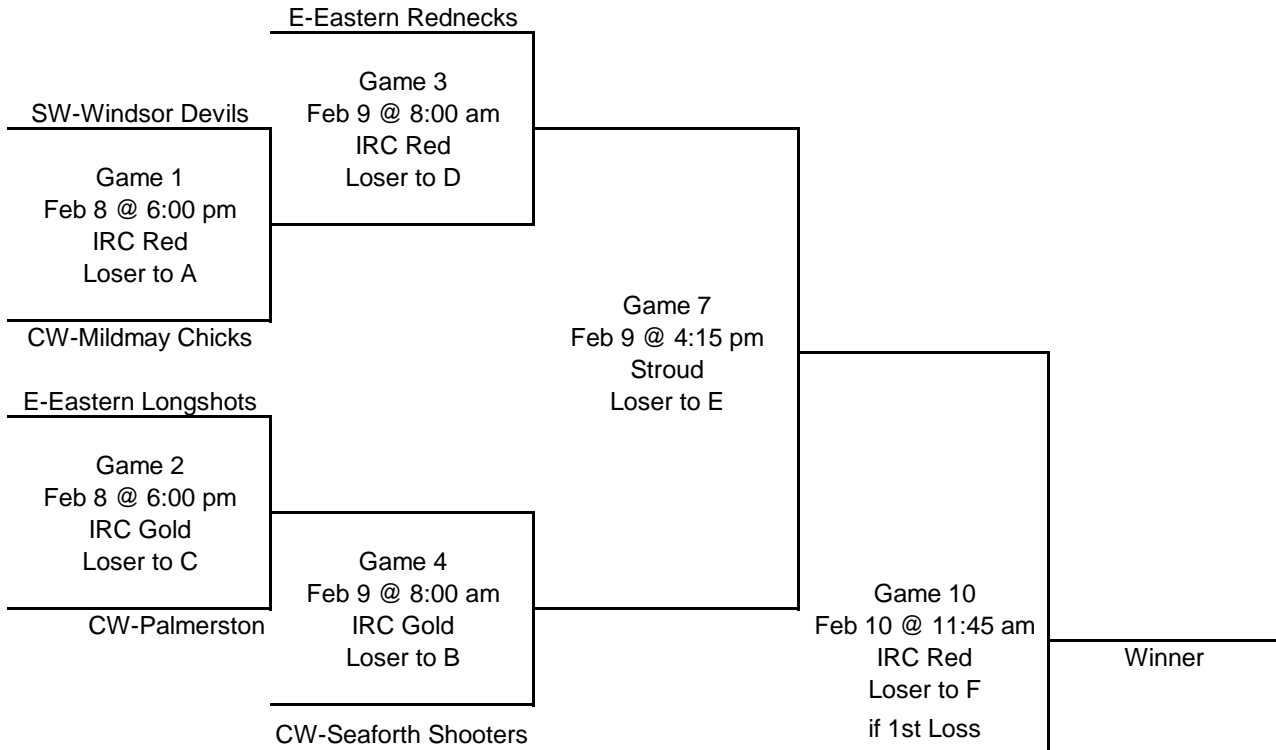 E-Eastern Rednecks
Game 3
Feb 9 @ 8:00 am
IRC Red
Loser to D
SW-Windsor Devils
Game 1
Feb 8 @ 6:00 pm
IRC Red
Loser to A
CW-Mildmay Chicks
Game 7
Feb 9 @ 4:15 pm
Stroud
Loser to E
E-Eastern Longshots
Game 2
Feb 8 @ 6:00 pm
IRC Gold
Loser to C
CW-Palmerston
Game 4
Feb 9 @ 8:00 am
IRC Gold
Loser to B
CW-Seaforth Shooters
Game 10
Feb 10 @ 11:45 am
IRC Red
Loser to F
if 1st Loss
Winner